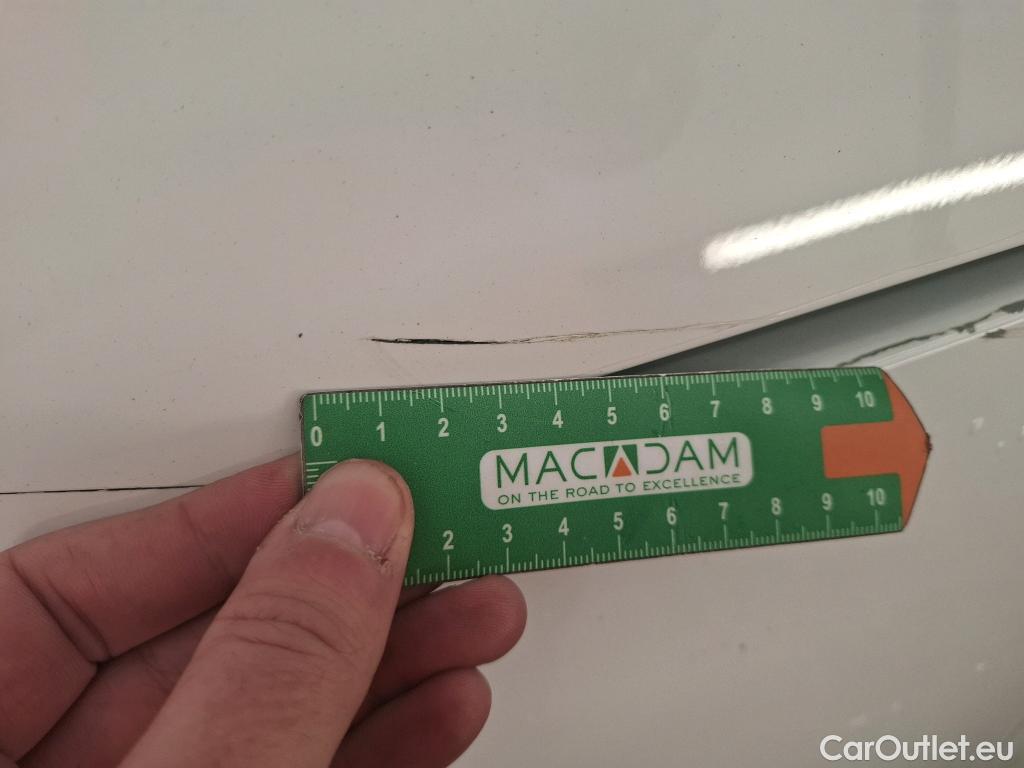 0 1 2 3 4 5 6 7 8 9 10
MACADAM
ON THE ROAD TO EXCELLENCE
2 3 4 5 6 7 8 9 10
CarOutlet.eu